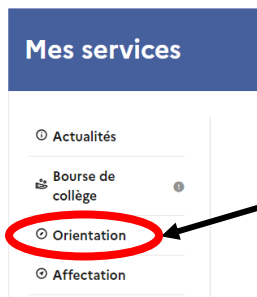 Mes services
Actualités
Bourse de
collège
Orientation
Affectation